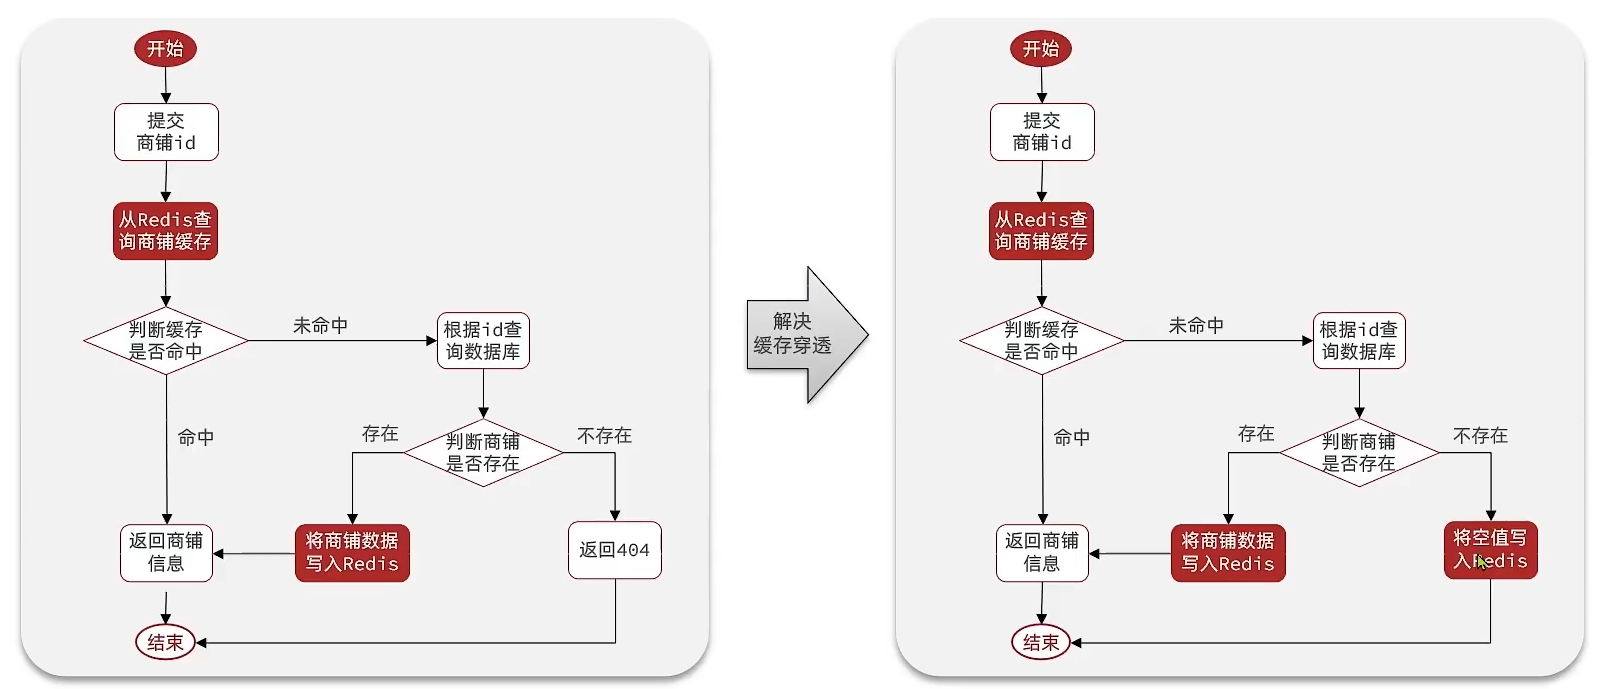 开始
提交
商铺id
从Redis查
询商铺缓存
判断缓存
是否命中
未命中
根据id查
询数据库
命中
存在
判断商铺
是否存在
不存在
返回商铺
信息
将商铺数据
写入Redis
返回404
结束
解决
缓存穿透
开始
提交
商铺id
从Redis查
询商铺缓存
判断缓存
是否命中
未命中
根据id查
询数据库
命中
存在
判断商铺
是否存在
不存在
返回商铺
信息
将商铺数据
写入Redis
将空值写
入Redis
结束